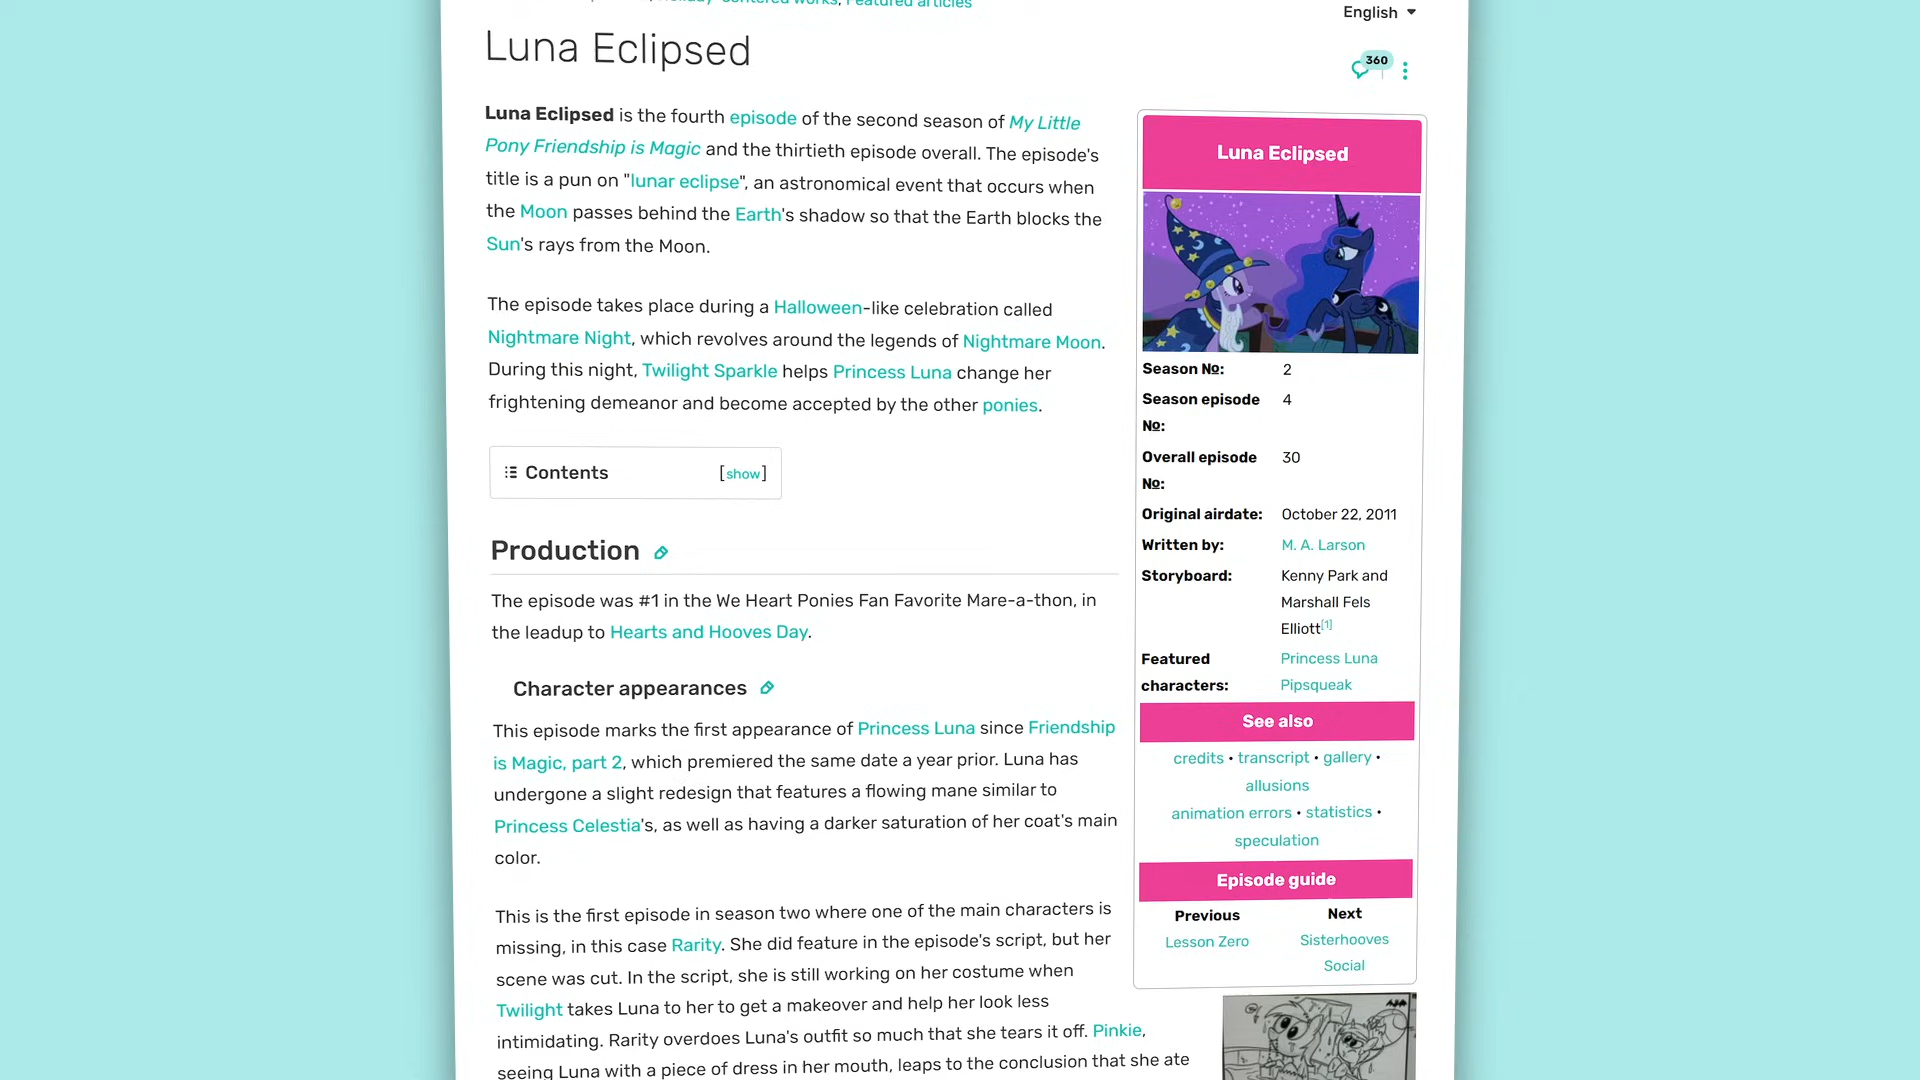 Holiday-centered works, Featured articles
English
Luna Eclipsed
360
Luna Eclipsed is the fourth episode of the second season of My Little
Pony Friendship is Magic and the thirtieth episode overall. The episode's
title is a pun on "lunar eclipse", an astronomical event that occurs when
the Moon passes behind the Earth's shadow so that the Earth blocks the
Sun's rays from the Moon.
The episode takes place during a Halloween-like celebration called
Nightmare Night, which revolves around the legends of Nightmare Moon.
During this night, Twilight Sparkle helps Princess Luna change her
frightening demeanor and become accepted by the other ponies.
Contents [show]
Production
The episode was #1 in the We Heart Ponies Fan Favorite Mare-a-thon, in
the leadup to Hearts and Hooves Day.
Character appearances
This episode marks the first appearance of Princess Luna since Friendship
is Magic, part 2, which premiered the same date a year prior. Luna has
undergone a slight redesign that features a flowing mane similar to
Princess Celestia's, as well as having a darker saturation of her coat's main
color.
This is the first episode in season two where one of the main characters is
missing, in this case Rarity. She did feature in the episode's script, but her
scene was cut. In the script, she is still working on her costume when
Twilight takes Luna to her to get a makeover and help her look less
intimidating. Rarity overdoes Luna's outfit so much that she tears it off. Pinkie,
seeing Luna with a piece of dress in her mouth, leaps to the conclusion that she ate
Luna Eclipsed
Season №: 2
Season episode 4
№:
Overall episode 30
№:
Original airdate: October 22, 2011
Written by: M. A. Larson
Storyboard: Kenny Park and
Marshall Fels
Elliott[1]
Featured Princess Luna
characters: Pipsqueak
See also
credits • transcript • gallery •
allusions
animation errors • statistics •
speculation
Episode guide
Previous Next
Lesson Zero Sisterhooves
Social